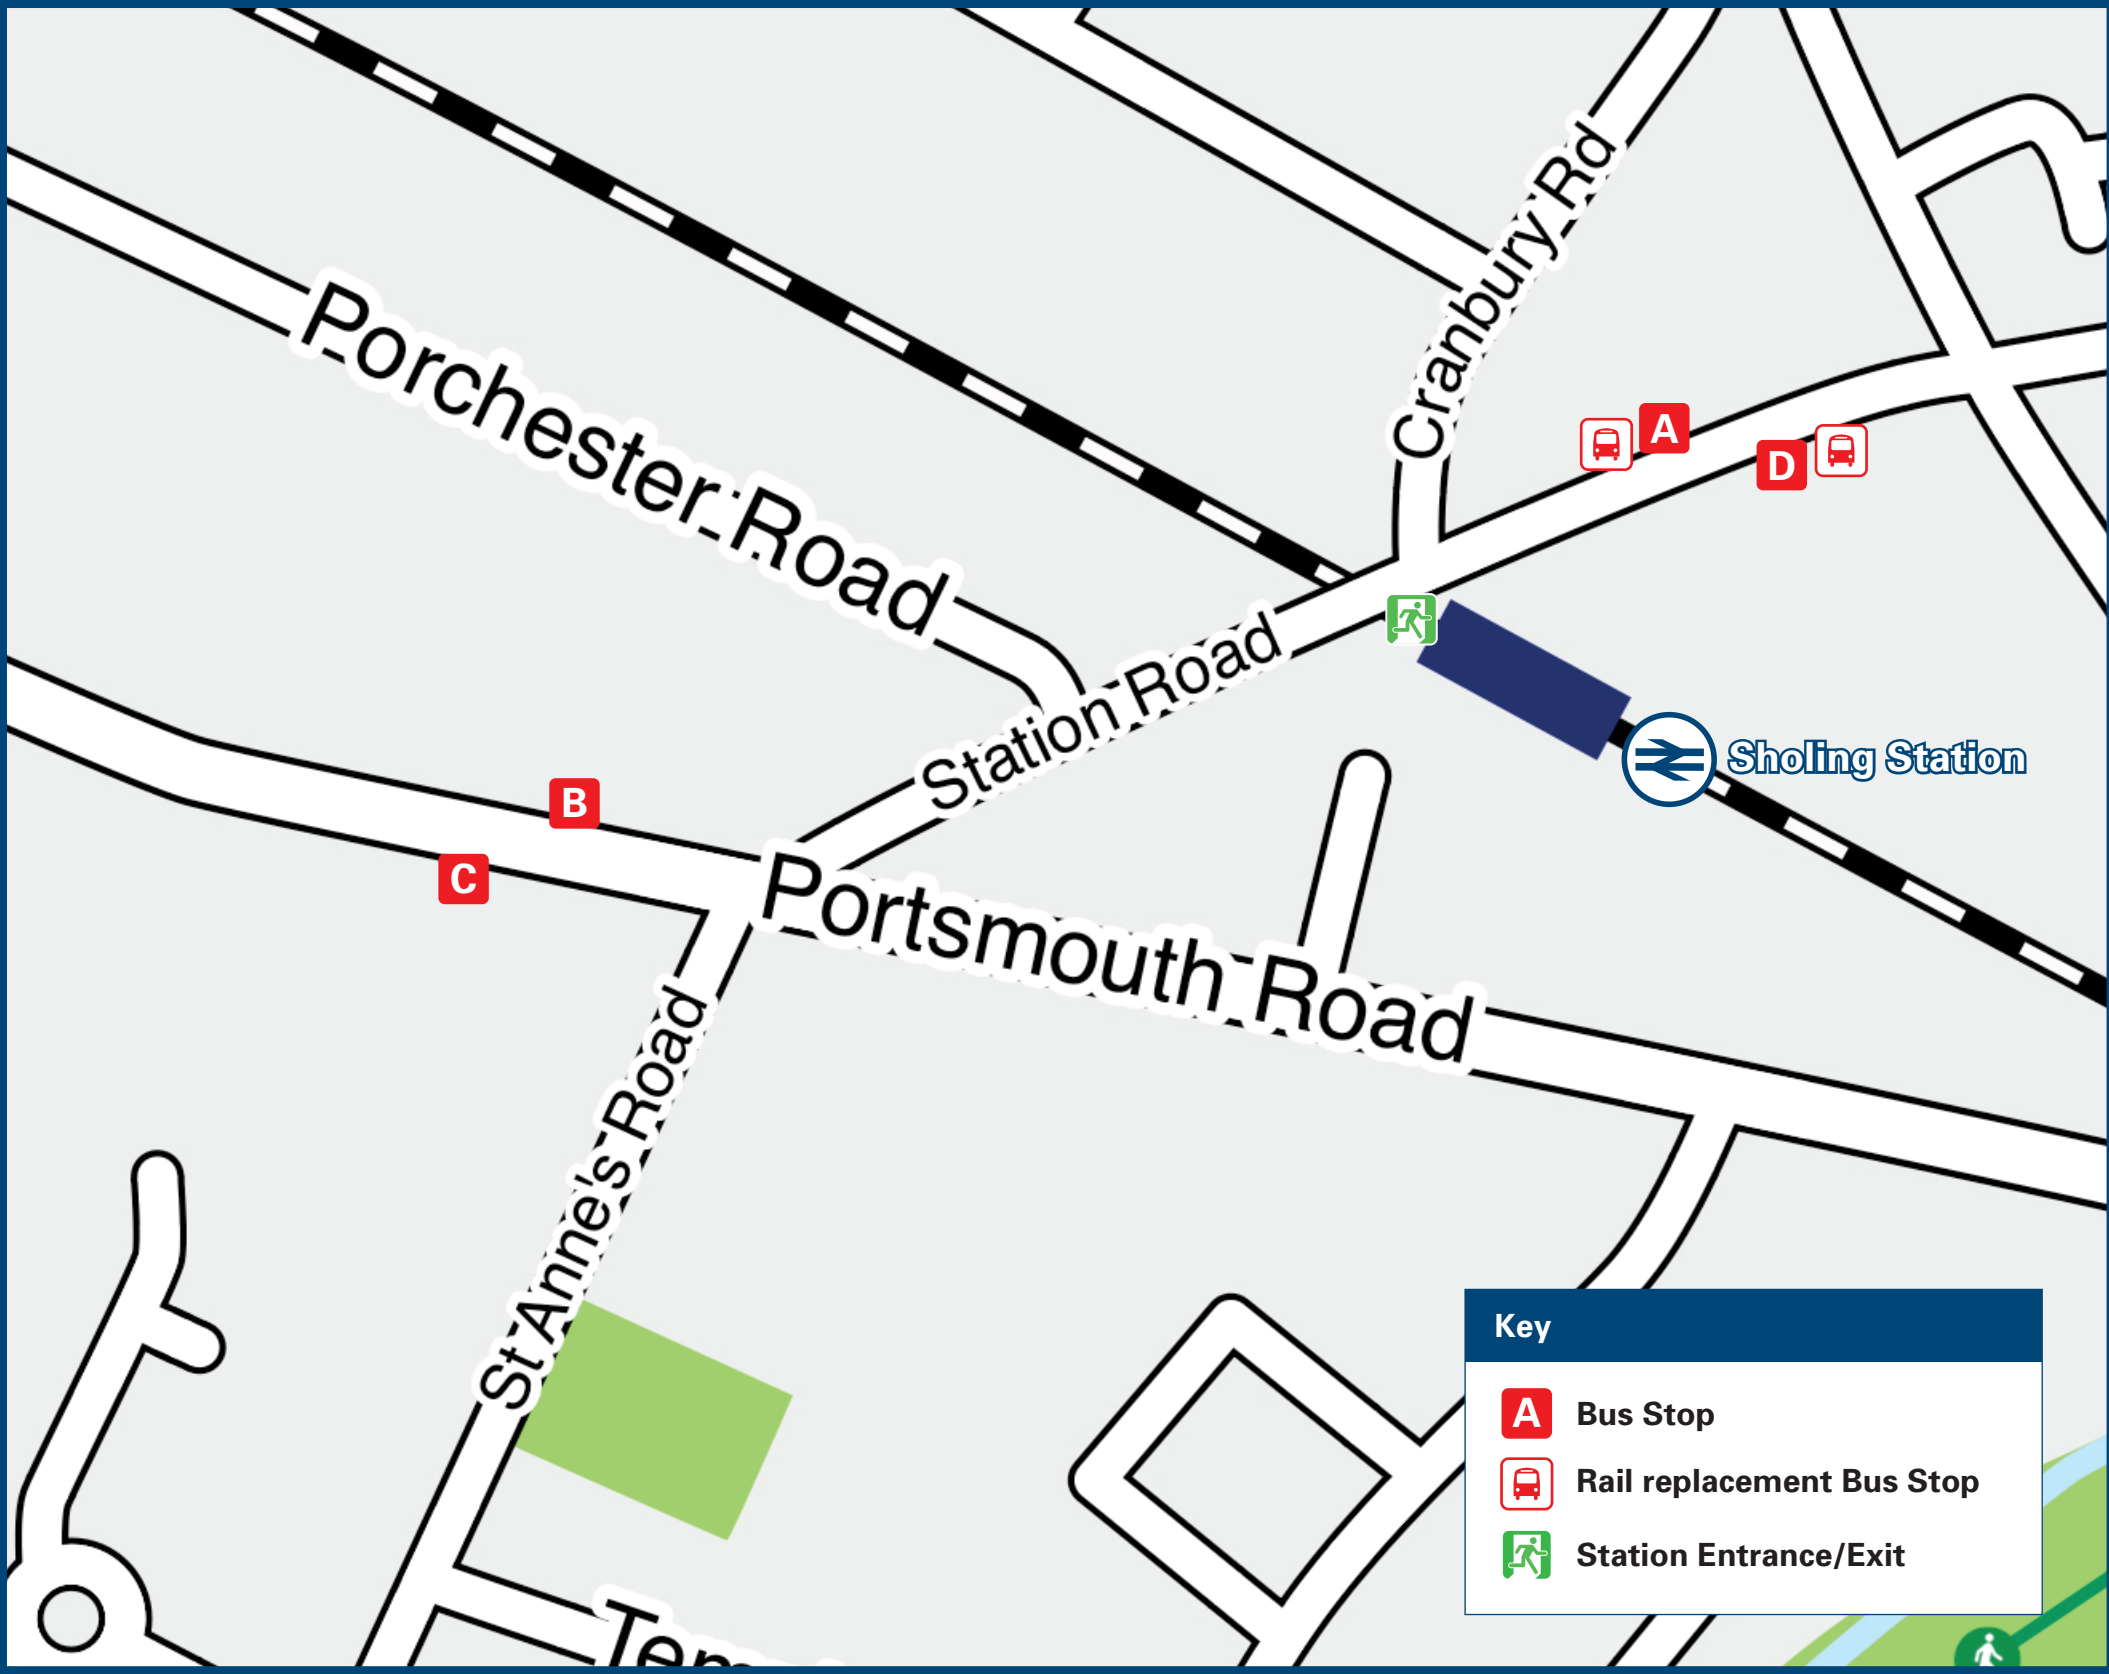 Cranbury Rd
Porchester Road
A
D
Station Road
Sholing Station
B
C
Portsmouth Road
St Anne's Road
Key
A Bus Stop
Rail replacement Bus Stop
Station Entrance/Exit